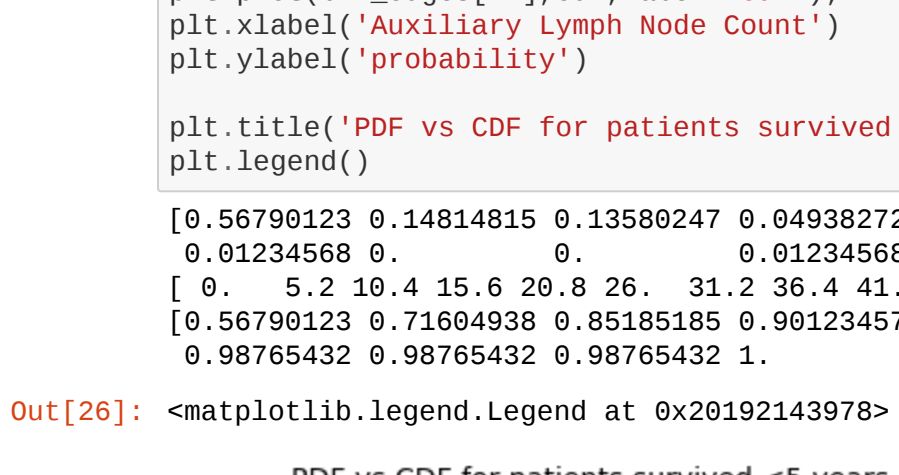 plt.xlabel('Auxiliary Lymph Node Count')
plt.ylabel('probability')
plt.title('PDF vs CDF for patients survived
plt.legend()
[0.56790123 0.14814815 0.13580247 0.04938272
0.01234568 0. 0. 0.01234568
[ 0. 5.2 10.4 15.6 20.8 26. 31.2 36.4 41.
[0.56790123 0.71604938 0.85185185 0.90123457
0.98765432 0.98765432 0.98765432 1.
Out[26]: <matplotlib.legend.Legend at 0x20192143978>
PDF vs CDF for patients survived <5 years